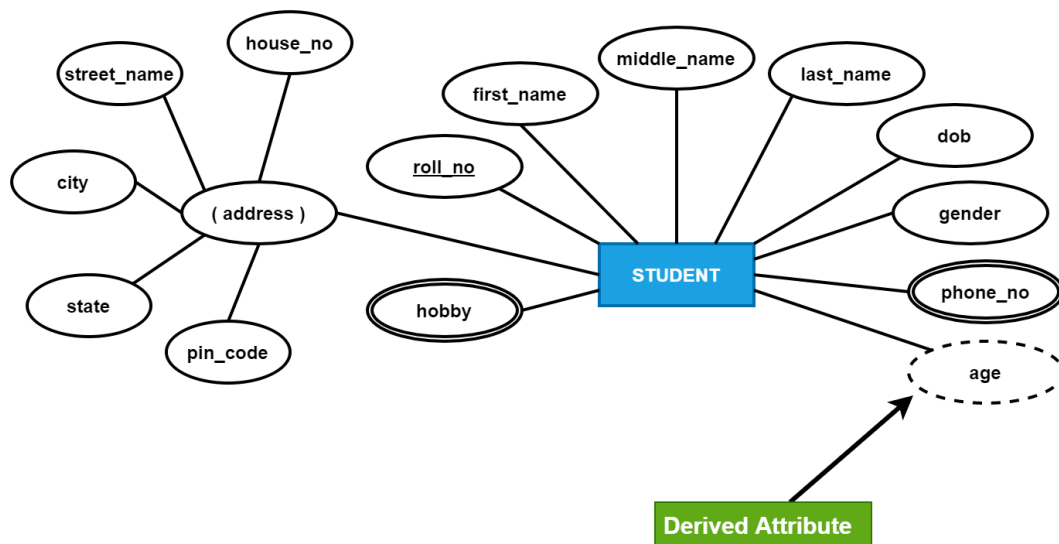 house_no
street_name
middle_name
last_name
first_name
dob
roll_no
city
( address )
gender
STUDENT
phone_no
state
hobby
pin_code
age
Derived Attribute